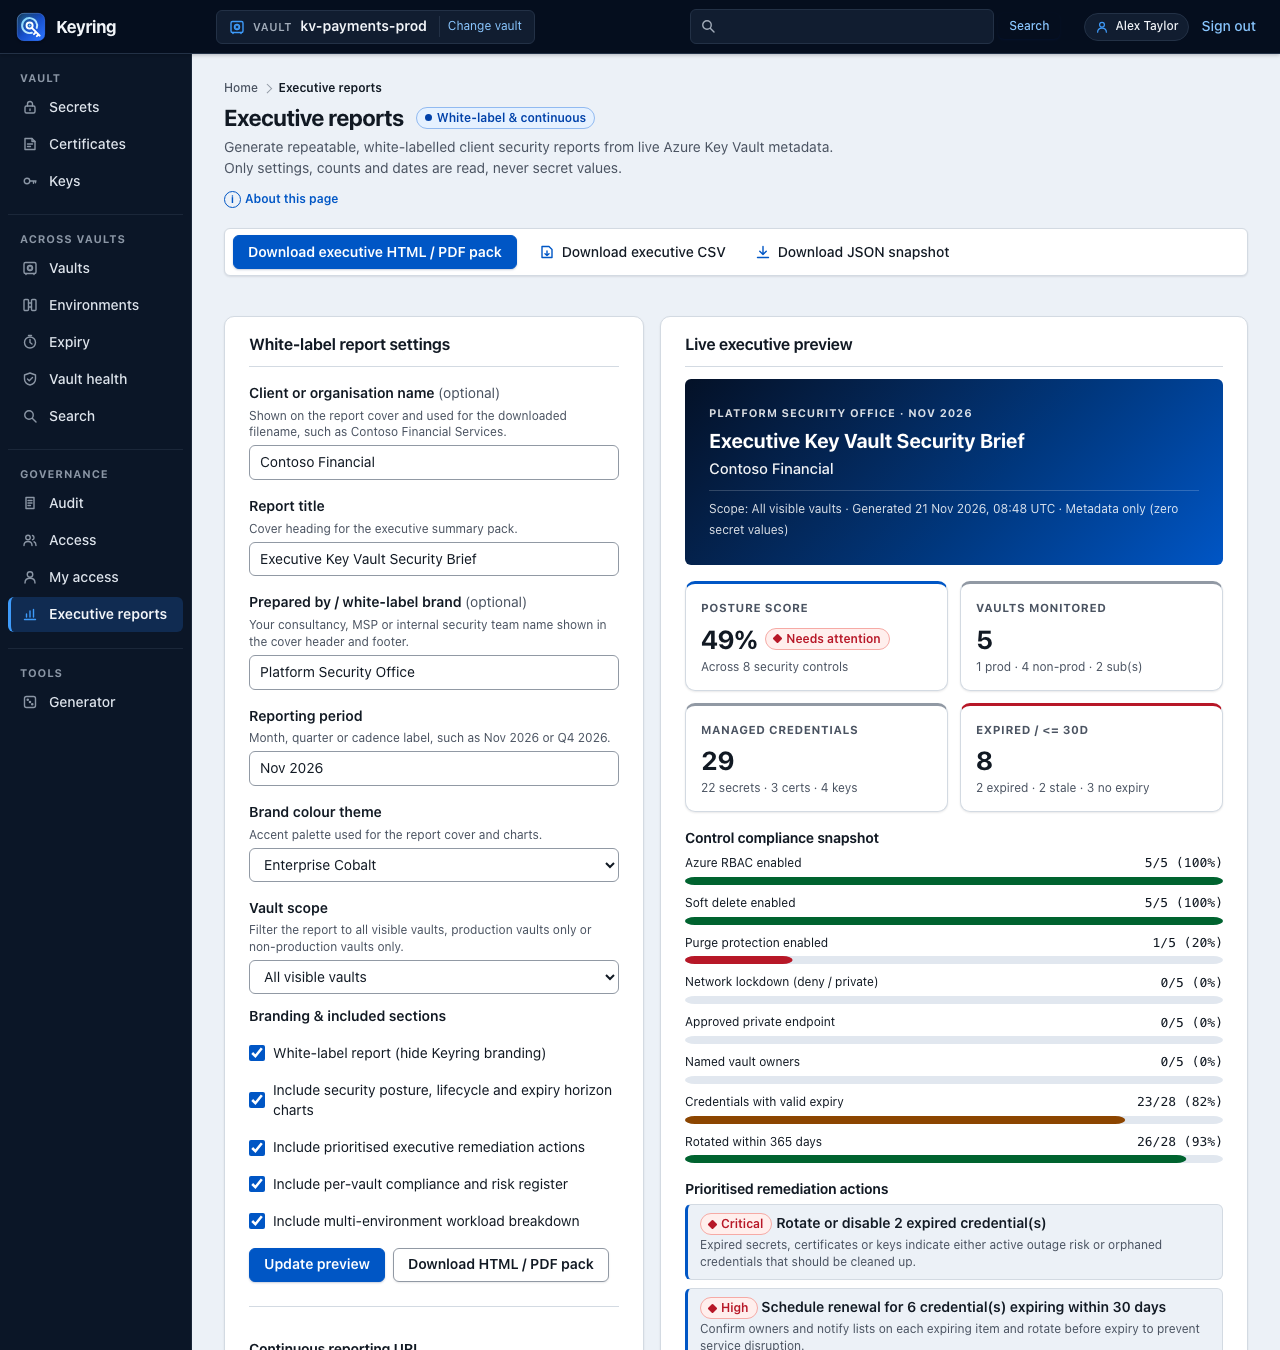 Keyring
VAULT kv-payments-prod Change vault
Search
Alex Taylor
Sign out
VAULT
Secrets
Certificates
Keys
ACROSS VAULTS
Vaults
Environments
Expiry
Vault health
Search
GOVERNANCE
Audit
Access
My access
Executive reports
TOOLS
Generator
Home > Executive reports
Executive reports White-label & continuous
Generate repeatable, white-labelled client security reports from live Azure Key Vault metadata.
Only settings, counts and dates are read, never secret values.
About this page
Download executive HTML / PDF pack Download executive CSV Download JSON snapshot
White-label report settings
Client or organisation name (optional)
Shown on the report cover and used for the downloaded
filename, such as Contoso Financial Services.
Contoso Financial
Report title
Cover heading for the executive summary pack.
Executive Key Vault Security Brief
Prepared by / white-label brand (optional)
Your consultancy, MSP or internal security team name shown in
the cover header and footer.
Platform Security Office
Reporting period
Month, quarter or cadence label, such as Nov 2026 or Q4 2026.
Nov 2026
Brand colour theme
Accent palette used for the report cover and charts.
Enterprise Cobalt
Vault scope
Filter the report to all visible vaults, production vaults only or
non-production vaults only.
All visible vaults
Branding & included sections
White-label report (hide Keyring branding)
Include security posture, lifecycle and expiry horizon
charts
Include prioritised executive remediation actions
Include per-vault compliance and risk register
Include multi-environment workload breakdown
Update preview Download HTML / PDF pack
Continuous reporting URL
Live executive preview
PLATFORM SECURITY OFFICE · NOV 2026
Executive Key Vault Security Brief
Contoso Financial
Scope: All visible vaults · Generated 21 Nov 2026, 08:48 UTC · Metadata only (zero
secret values)
POSTURE SCORE
49% Needs attention
Across 8 security controls
VAULTS MONITORED
5
1 prod · 4 non-prod · 2 sub(s)
MANAGED CREDENTIALS
29
22 secrets · 3 certs · 4 keys
EXPIRED / <= 30D
8
2 expired · 2 stale · 3 no expiry
Control compliance snapshot
Azure RBAC enabled 5/5 (100%)
Soft delete enabled 5/5 (100%)
Purge protection enabled 1/5 (20%)
Network lockdown (deny / private) 0/5 (0%)
Approved private endpoint 0/5 (0%)
Named vault owners 0/5 (0%)
Credentials with valid expiry 23/28 (82%)
Rotated within 365 days 26/28 (93%)
Prioritised remediation actions
Critical Rotate or disable 2 expired credential(s)
Expired secrets, certificates or keys indicate either active outage risk or orphaned
credentials that should be cleaned up.
High Schedule renewal for 6 credential(s) expiring within 30 days
Confirm owners and notify lists on each expiring item and rotate before expiry to prevent
service disruption.